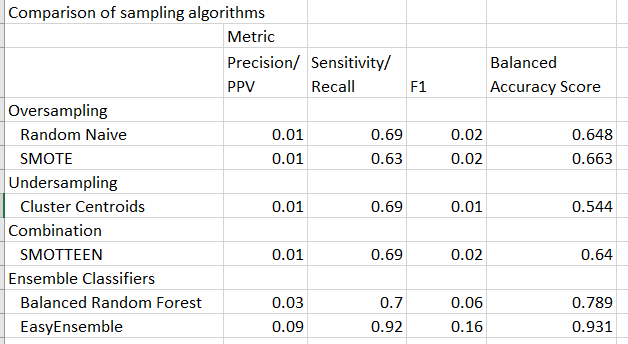 Comparison of sampling algorithms
Metric
Precision/ PPV Sensitivity/ Recall F1 Balanced Accuracy Score
Oversampling
Random Naive 0.01 0.69 0.02 0.648
SMOTE 0.01 0.63 0.02 0.663
Undersampling
Cluster Centroids 0.01 0.69 0.01 0.544
Combination
SMOTTEEN 0.01 0.69 0.02 0.64
Ensemble Classifiers
Balanced Random Forest 0.03 0.7 0.06 0.789
EasyEnsemble 0.09 0.92 0.16 0.931